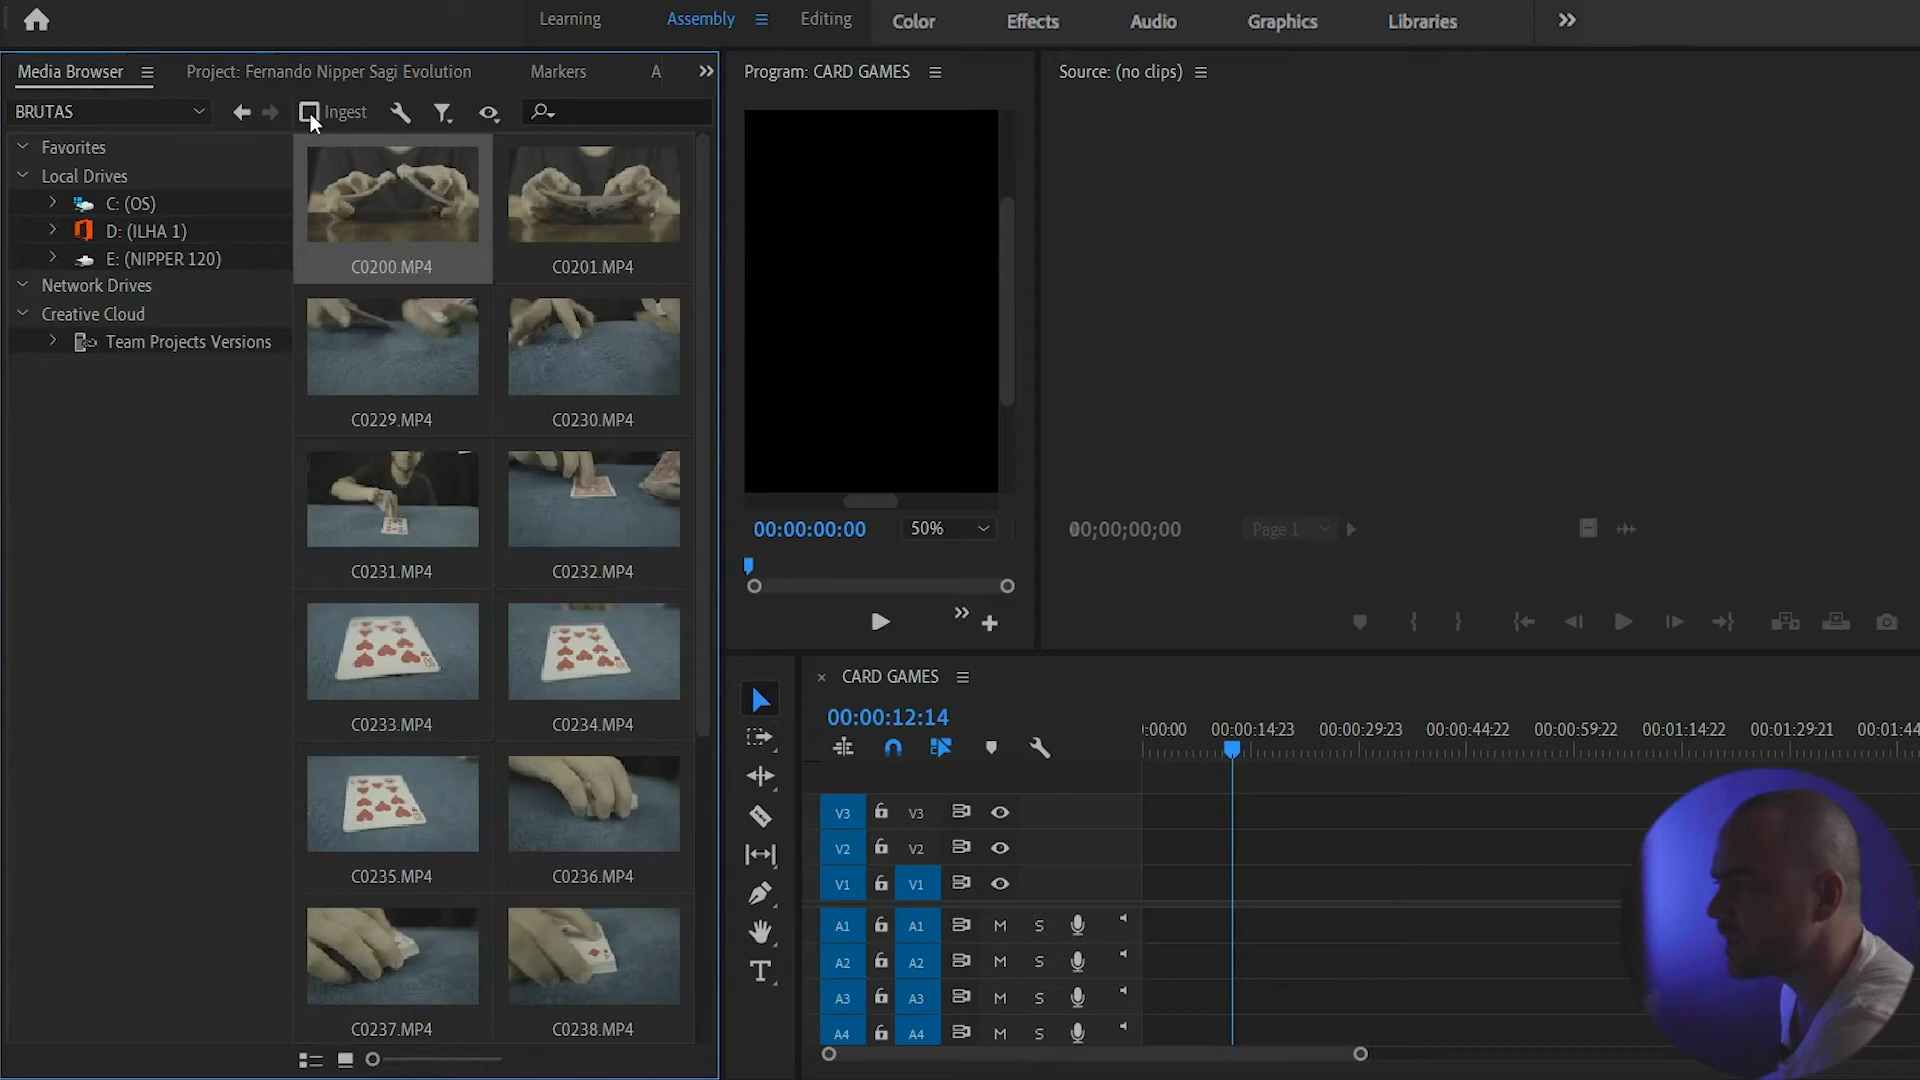 Learning Assembly Editing Color Effects Audio Graphics Libraries
Media Browser Project: Fernando Nipper Sagi Evolution Markers A
Program: CARD GAMES
Source: (no clips)
BRUTAS Ingest
Favorites
Local Drives
C: (OS)
D: (ILHA 1)
E: (NIPPER 120)
Network Drives
Creative Cloud
Team Projects Versions
C0200.MP4 C0201.MP4
C0229.MP4 C0230.MP4
C0231.MP4 C0232.MP4
C0233.MP4 C0234.MP4
C0235.MP4 C0236.MP4
C0237.MP4 C0238.MP4
00:00:00:00 50%
00;00;00;00 Page 1
CARD GAMES
00:00:12:14
:00:00 00:00:14:23 00:00:29:23 00:00:44:22 00:00:59:22 00:01:14:22 00:01:29:21 00:01:44
V3 V3
V2 V2
V1 V1
A1 A1 M S
A2 A2 M S
A3 A3 M S
A4 A4 M S